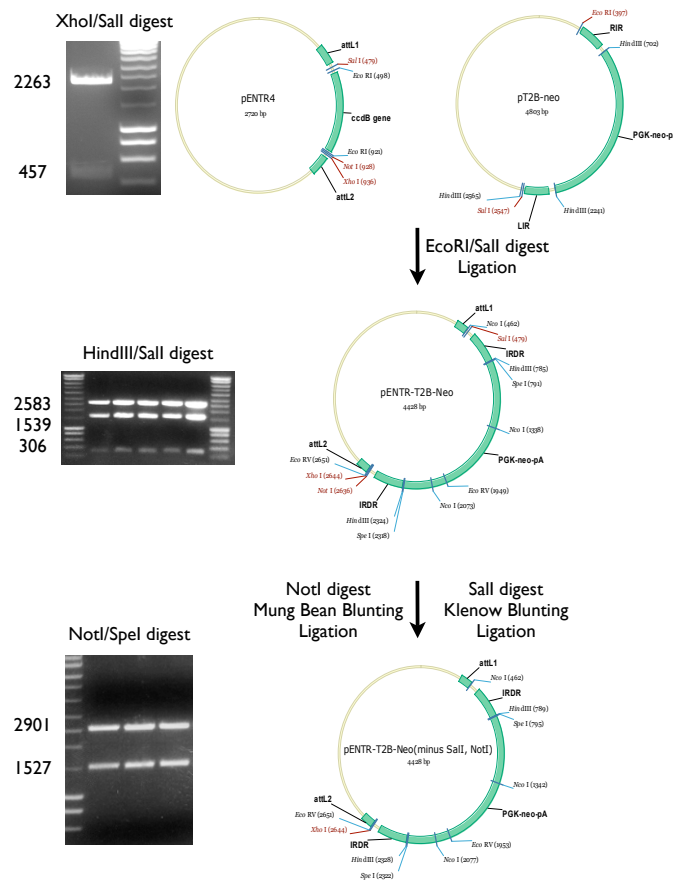 XhoI/SalI digest
2263
457
attL1
Sal I (479)
Eco RI (498)
pENTR4
2720 bp
ccdB gene
Eco RI (921)
Not I (928)
Xho I (936)
attL2
Eco RI (397)
RIR
HindIII (702)
pT2B-neo
4803 bp
PGK-neo-p
HindIII (2565)
Sal I (2547)
LIR
HindIII (2241)
EcoRI/SalI digest
Ligation
HindIII/SalI digest
2583
1539
306
attL1
Nco I (462)
Sal I (479)
IRDR
HindIII (785)
Spe I (791)
pENTR-T2B-Neo
4428 bp
Nco I (1338)
attL2
Eco RV (2651)
PGK-neo-pA
Xho I (2644)
Not I (2636)
Eco RV (1949)
IRDR
Nco I (2073)
HindIII (2324)
Spe I (2318)
NotI digest
Mung Bean Blunting
Ligation
SalI digest
Klenow Blunting
Ligation
NotI/SpeI digest
2901
1527
attL1
Nco I (462)
IRDR
HindIII (789)
Spe I (795)
pENTR-T2B-Neo(minus SalI, NotI)
4428 bp
Nco I (1342)
attL2
Eco RV (2651)
PGK-neo-pA
Xho I (2644)
IRDR
Eco RV (1953)
HindIII (2328)
Nco I (2077)
Spe I (2322)